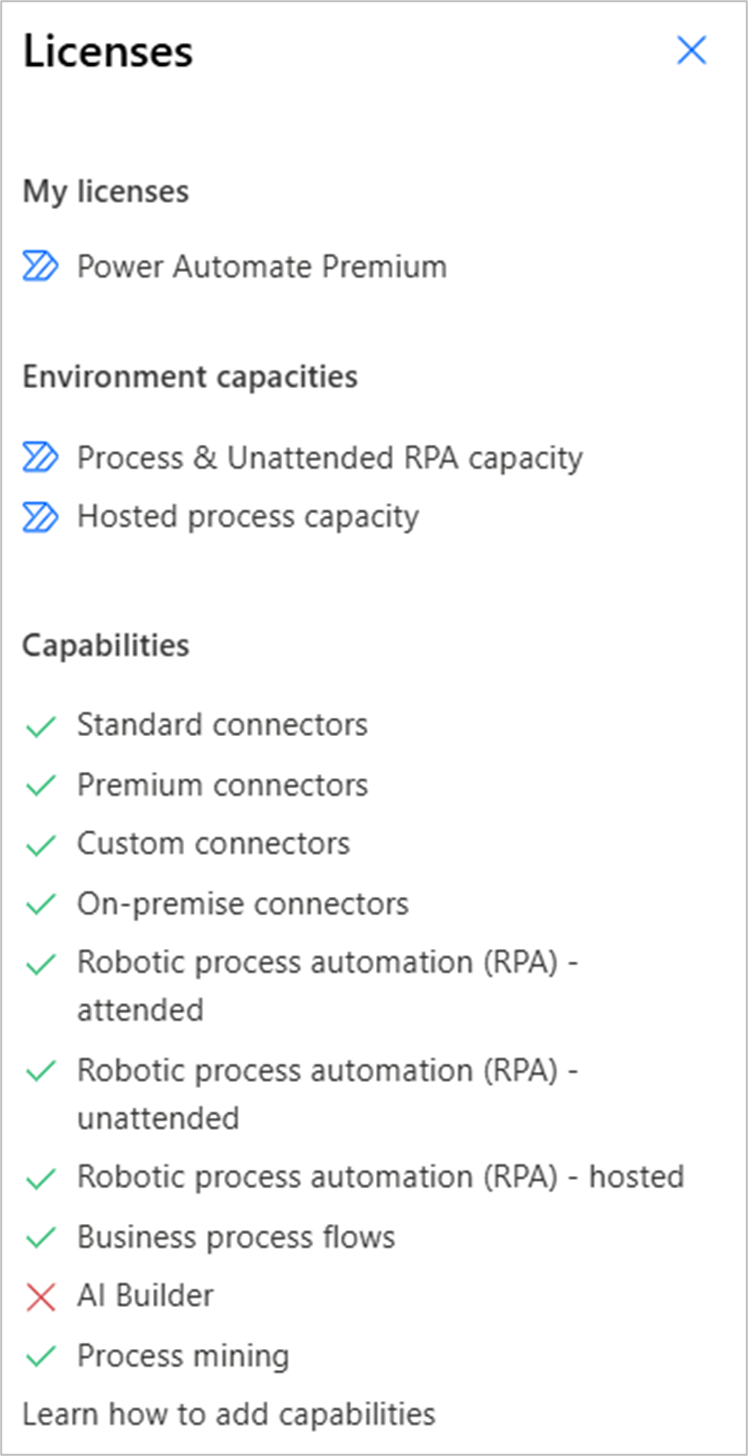 Licenses
My licenses
Power Automate Premium
Environment capacities
Process & Unattended RPA capacity
Hosted process capacity
Capabilities
Standard connectors
Premium connectors
Custom connectors
On-premise connectors
Robotic process automation (RPA) -
attended
Robotic process automation (RPA) -
unattended
Robotic process automation (RPA) - hosted
Business process flows
AI Builder
Process mining
Learn how to add capabilities